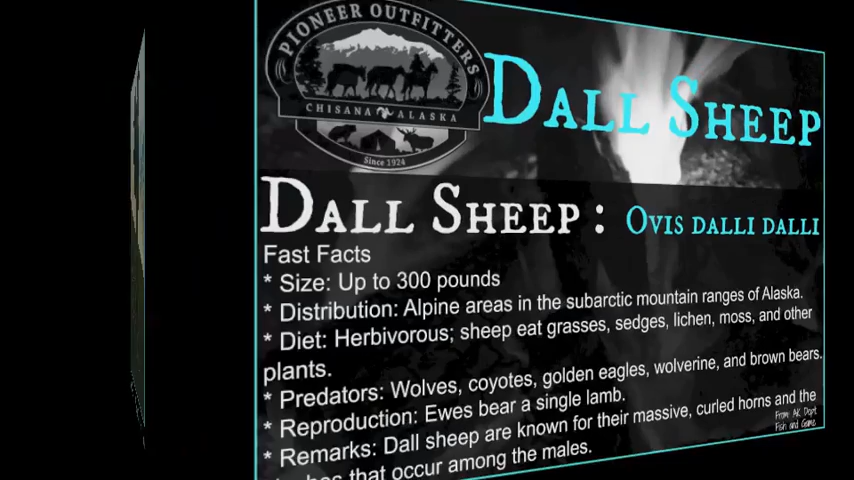 PIONEER OUTFITTERS
CHISANA ALASKA
Since 1924
DALL SHEEP
DALL SHEEP : OVIS DALLI DALLI
Fast Facts
* Size: Up to 300 pounds
* Distribution: Alpine areas in the subarctic mountain ranges of Alaska.
* Diet: Herbivorous; sheep eat grasses, sedges, lichen, moss, and other
plants.
* Predators: Wolves, coyotes, golden eagles, wolverine, and brown bears.
* Reproduction: Ewes bear a single lamb.
* Remarks: Dall sheep are known for their massive, curled horns and the
that occur among the males.
From AK Dept
Fish and Game